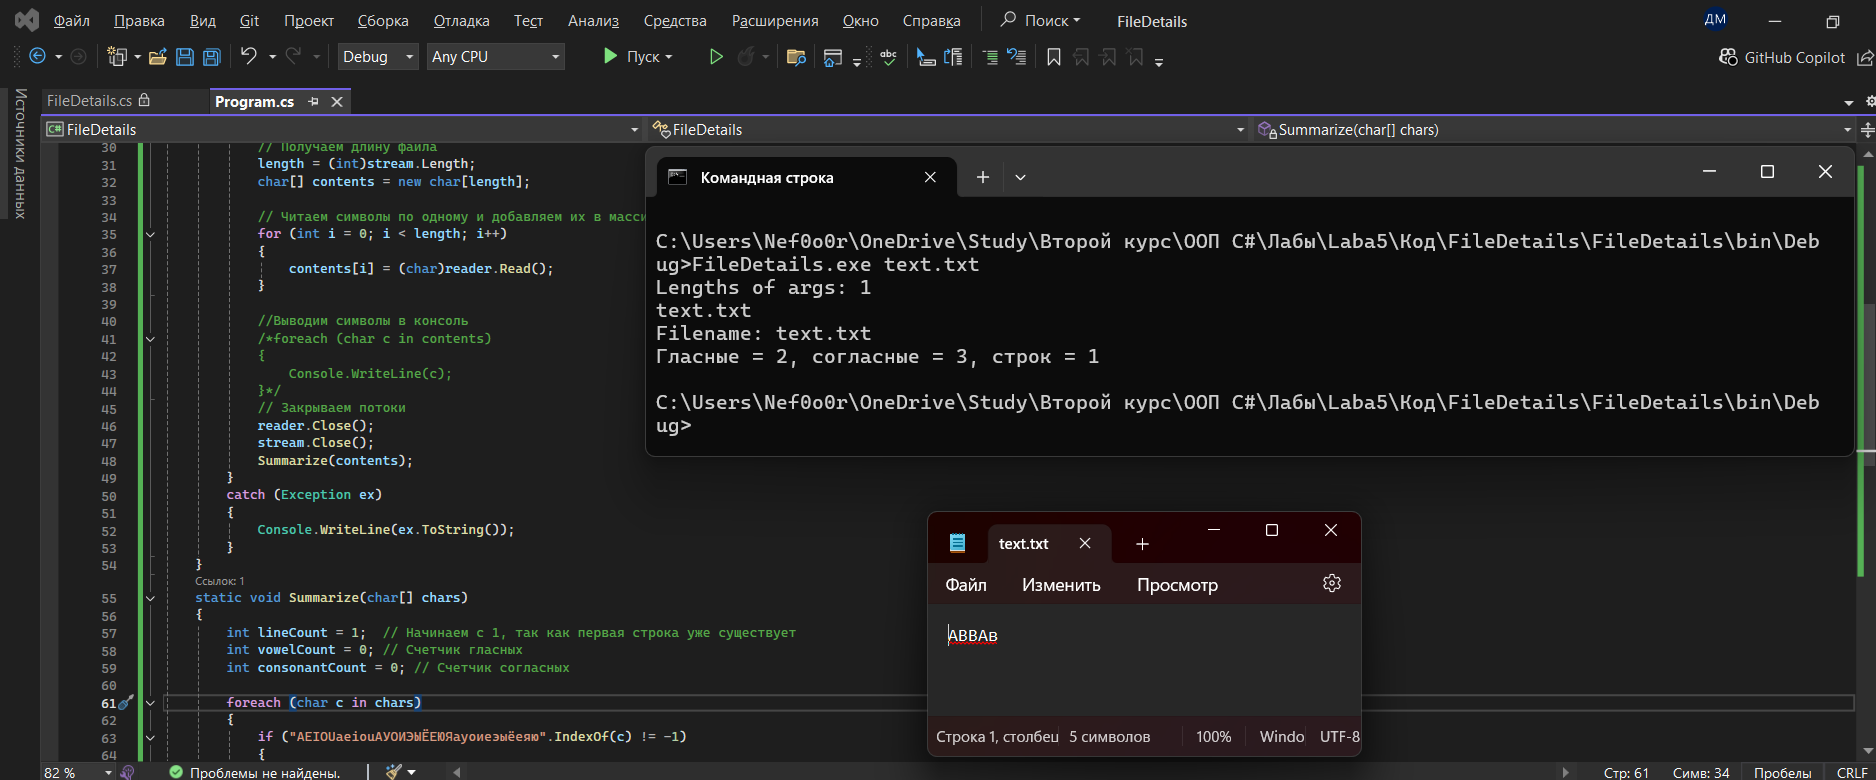 Файл Правка Вид Git Проект Сборка Отладка Тест Анализ Средства Расширения Окно Справка Поиск FileDetails ДМ
Debug Any CPU Пуск abc GitHub Copilot
Источники данных
FileDetails.cs Program.cs
C# FileDetails FileDetails Summarize(char[] chars)
30 // Получаем длину файла
31 length = (int)stream.Length;
32 char[] contents = new char[length];
33
34 // Читаем символы по одному и добавляем их в масси
35 for (int i = 0; i < length; i++)
36 {
37 contents[i] = (char)reader.Read();
38 }
39
40 //Выводим символы в консоль
41 /*foreach (char c in contents)
42 {
43 Console.WriteLine(c);
44 }*/
45 // Закрываем потоки
46 reader.Close();
47 stream.Close();
48 Summarize(contents);
49 }
50 catch (Exception ex)
51 {
52 Console.WriteLine(ex.ToString());
53 }
54 }
Ссылок: 1
55 static void Summarize(char[] chars)
56 {
57 int lineCount = 1; // Начинаем с 1, так как первая строка уже существует
58 int vowelCount = 0; // Счетчик гласных
59 int consonantCount = 0; // Счетчик согласных
60
61 foreach (char c in chars)
62 {
63 if ("AEIOUaeiouАУОИЭЫЁЕЮЯауоиеэыёеяю".IndexOf(c) != -1)
64 {
82 % Проблемы не найдены. Стр: 61 Симв: 34 Пробелы CRLF
Командная строка
C:\Users\Nef0o0r\OneDrive\Study\Второй курс\ООП C#\Лабы\Laba5\Код\FileDetails\FileDetails\bin\Deb
ug>FileDetails.exe text.txt
Lengths of args: 1
text.txt
Filename: text.txt
Гласные = 2, согласные = 3, строк = 1
C:\Users\Nef0o0r\OneDrive\Study\Второй курс\ООП C#\Лабы\Laba5\Код\FileDetails\FileDetails\bin\Deb
ug>
text.txt
Файл Изменить Просмотр
АВВАв
Строка 1, столбец 5 символов 100% Windo UTF-8